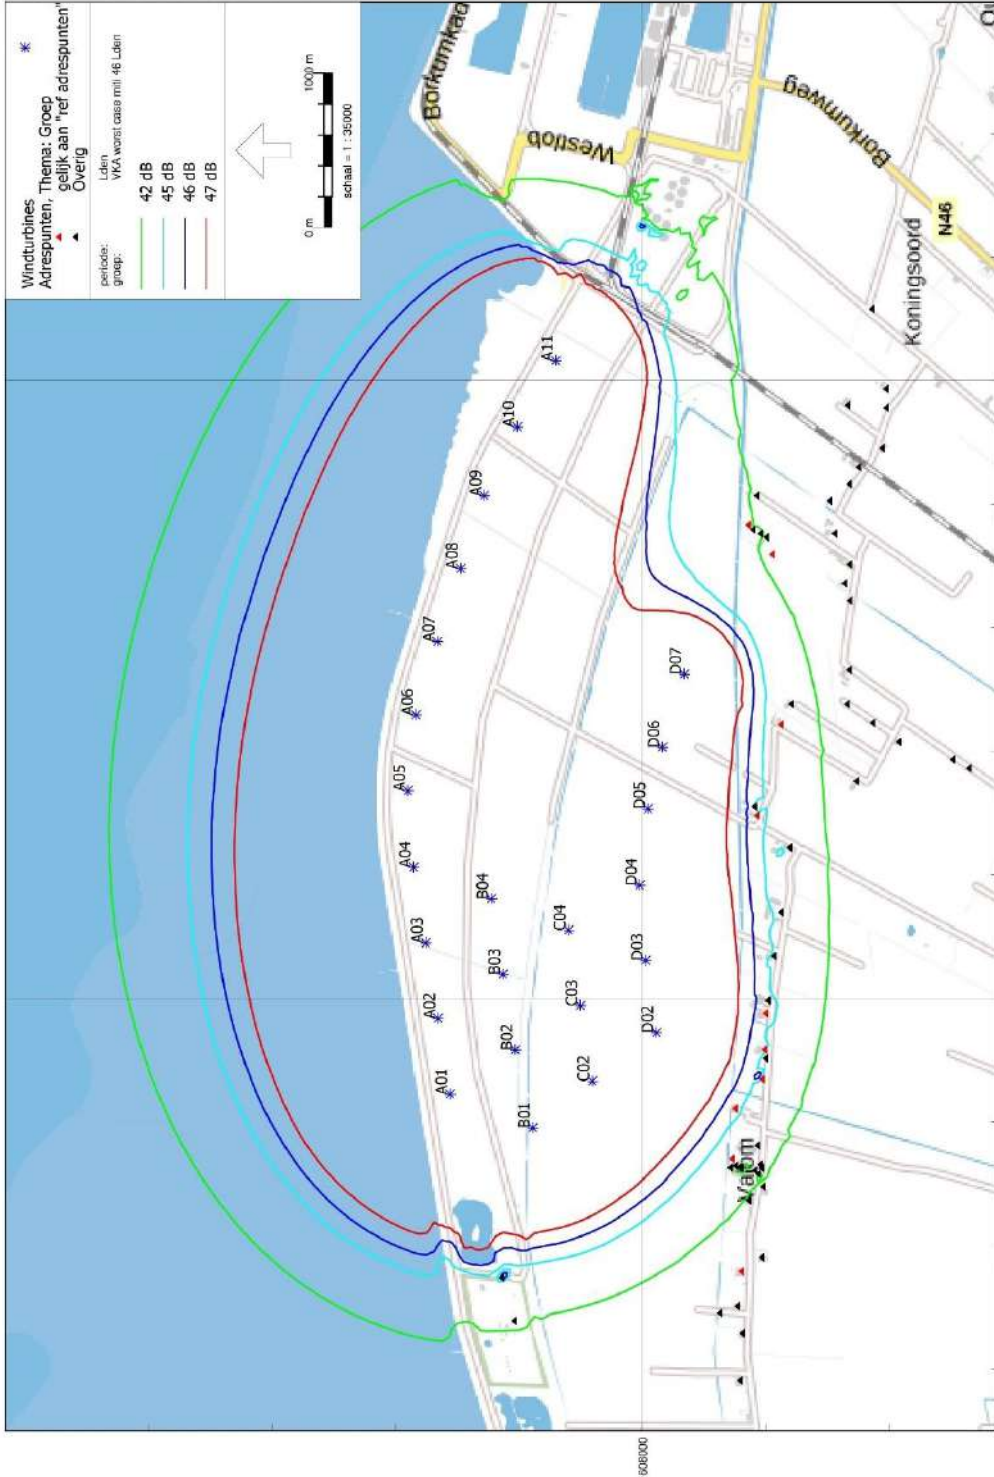 Windturbines
Adrespunten, Thema: Groep
gelijk aan "ref adrespunten"
Overig
periode: Lden
groep: VKA worst case miti 46 Lden
42 dB
45 dB
46 dB
47 dB
0 m 1000 m
schaal = 1 : 35000
Borkumkad
Westlob
Borkumweg
N46
Koningsoord
A01
A02
A03
A04
A05
A06
A07
A08
A09
A10
A11
B01
B02
B03
B04
C02
C03
C04
D02
D03
D04
D05
D06
D07
Valom
608000